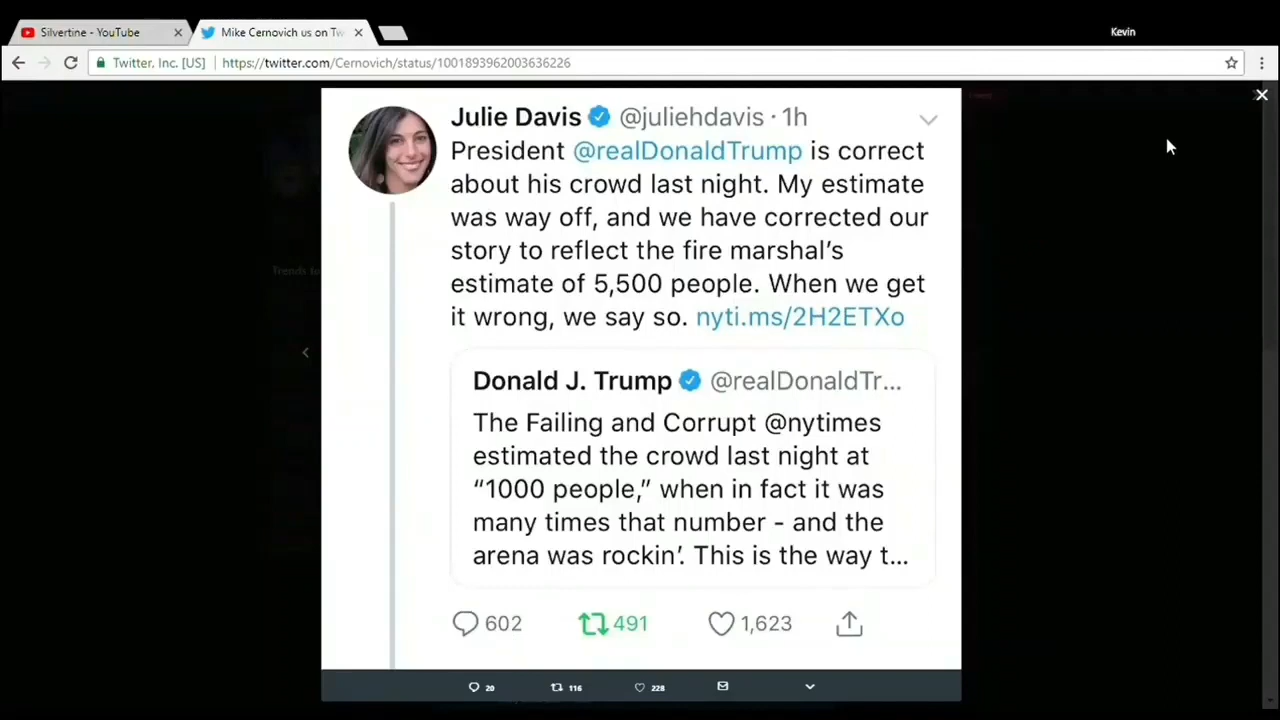 Silvertine - YouTube
Mike Cernovich us on Tw
Kevin
Twitter, Inc. [US] | https://twitter.com/Cernovich/status/1001893962003636226
Julie Davis @juliehdavis · 1h
President @realDonaldTrump is correct
about his crowd last night. My estimate
was way off, and we have corrected our
story to reflect the fire marshal's
estimate of 5,500 people. When we get
it wrong, we say so. nyti.ms/2H2ETXo
Donald J. Trump @realDonaldTr...
The Failing and Corrupt @nytimes
estimated the crowd last night at
“1000 people,” when in fact it was
many times that number - and the
arena was rockin’. This is the way t...
602 491 1,623
20 116 228
Trends